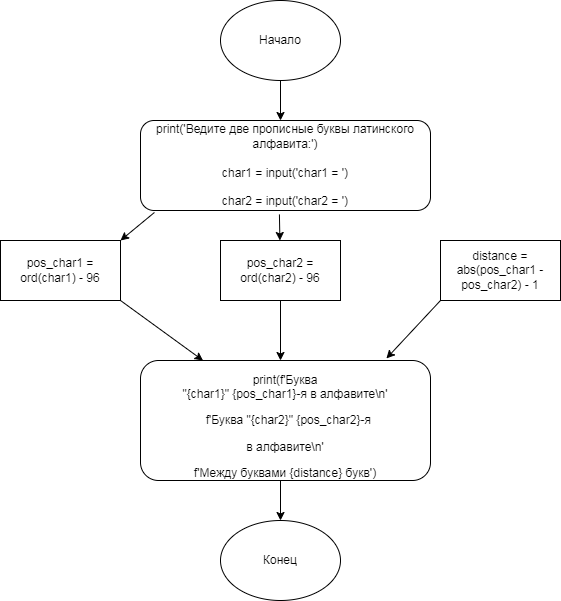 Начало
print('Ведите две прописные буквы латинского
алфавита:')
char1 = input('char1 = ')
char2 = input('char2 = ')
pos_char1 =
ord(char1) - 96
pos_char2 =
ord(char2) - 96
distance =
abs(pos_char1 -
pos_char2) - 1
print(f'Буква
"{char1}" {pos_char1}-я в алфавите\n'
f'Буква "{char2}" {pos_char2}-я
в алфавите\n'
f'Между буквами {distance} букв')
Конец